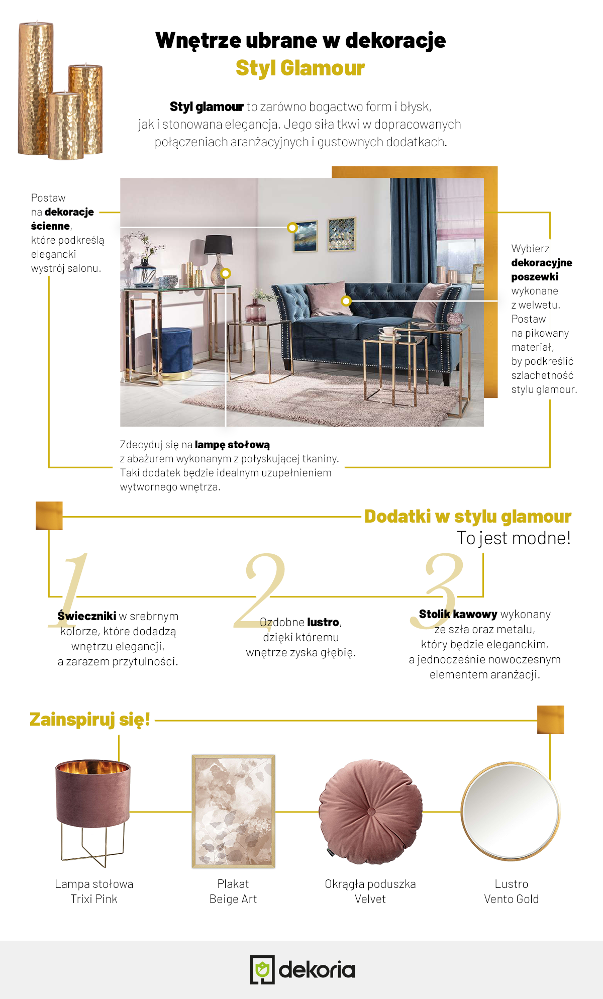 Wnętrze ubrane w dekoracje
Styl Glamour
Styl glamour to zarówno bogactwo form i błysk,
jak i stonowana elegancja. Jego siła tkwi w dopracowanych
połączeniach aranżacyjnych i gustownych dodatkach.
Postaw
na dekoracje
ścienne,
które podkreślą
elegancki
wystrój salonu.
Wybierz
dekoracyjne
poszewki
wykonane
z welwetu.
Postaw
na pikowany
materiał,
by podkreślić
szlachetność
stylu glamour.
Zdecyduj się na lampę stołową
z abażurem wykonanym z połyskującej tkaniny.
Taki dodatek będzie idealnym uzupełnieniem
wytwornego wnętrza.
Dodatki w stylu glamour
To jest modne!
1
Świeczniki w srebrnym
kolorze, które dodadzą
wnętrzu elegancji,
a zarazem przytulności.
2
Ozdobne lustro,
dzięki któremu
wnętrze zyska głębię.
3
Stolik kawowy wykonany
ze szła oraz metalu,
który będzie eleganckim,
a jednocześnie nowoczesnym
elementem aranżacji.
Zainspiruj się!
Lampa stołowa
Trixi Pink
Plakat
Beige Art
Okrągła poduszka
Velvet
Lustro
Vento Gold
dekoria